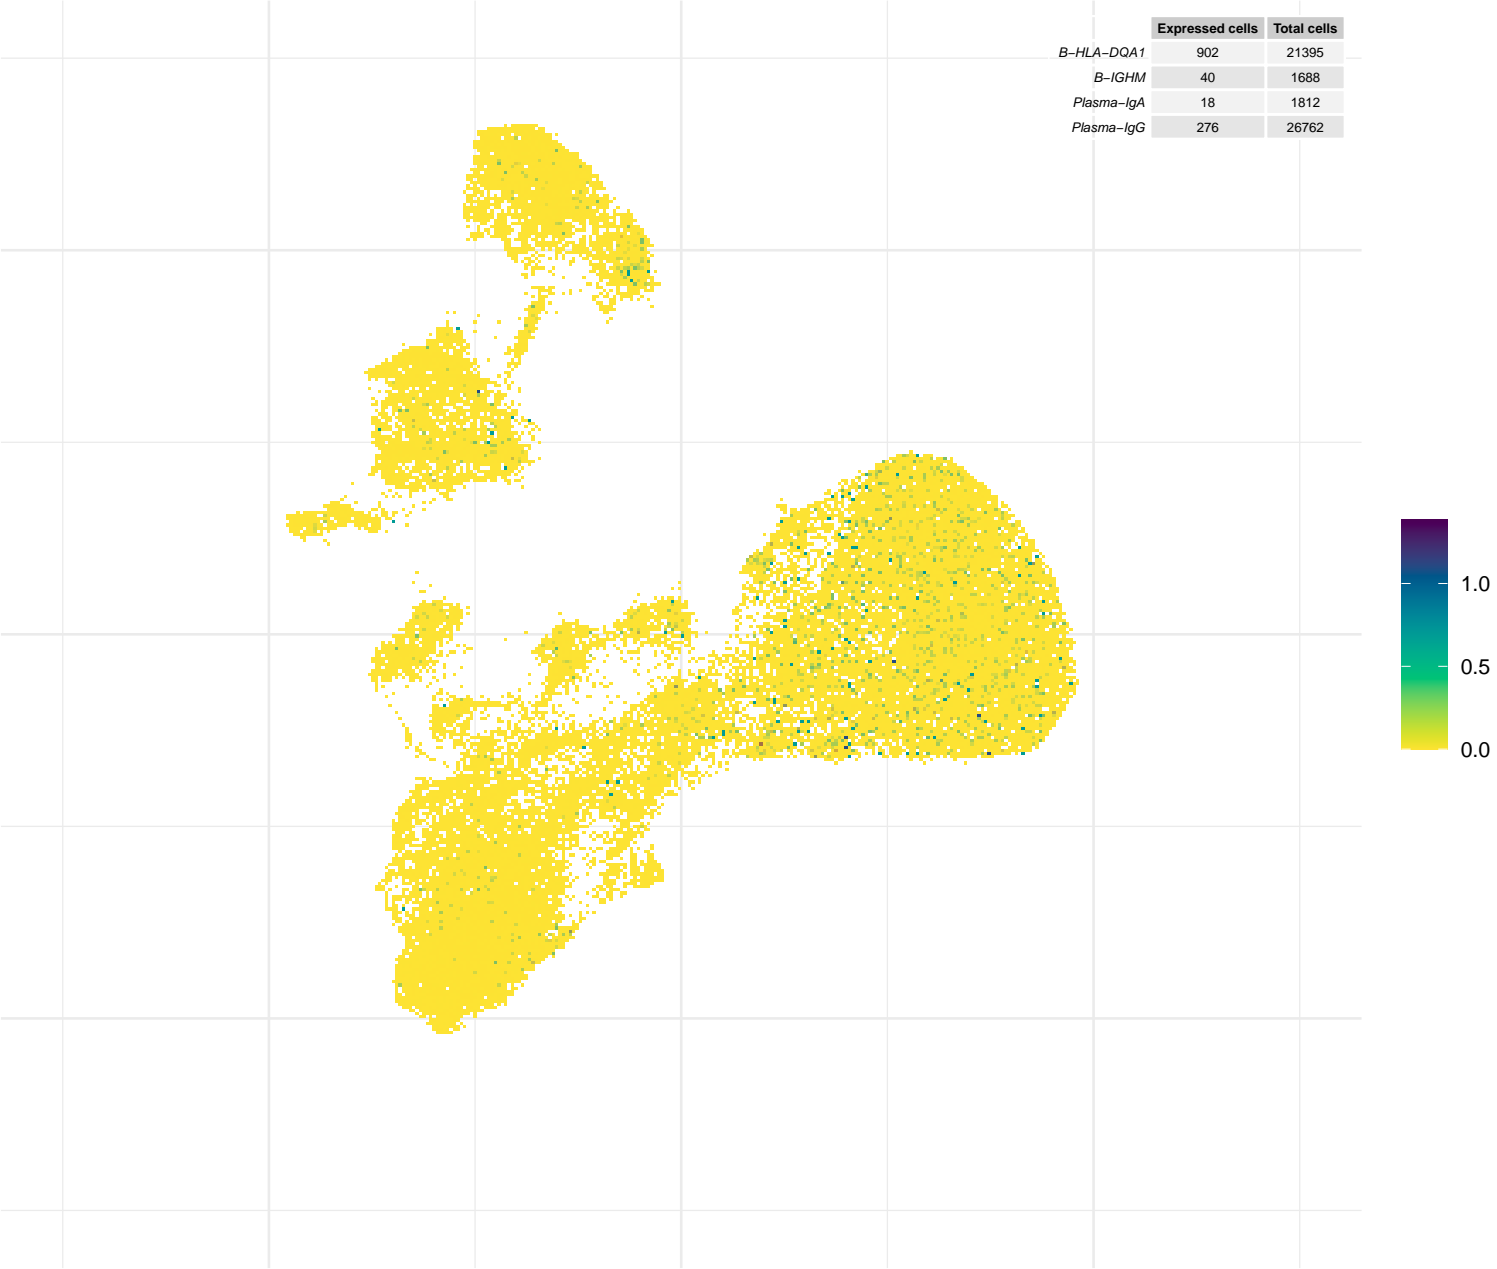 Expressed cells Total cells
B−HLA−DQA1 902 21395
B−IGHM 40 1688
Plasma−IgA 18 1812
Plasma−IgG 276 26762
1.0
0.5
0.0